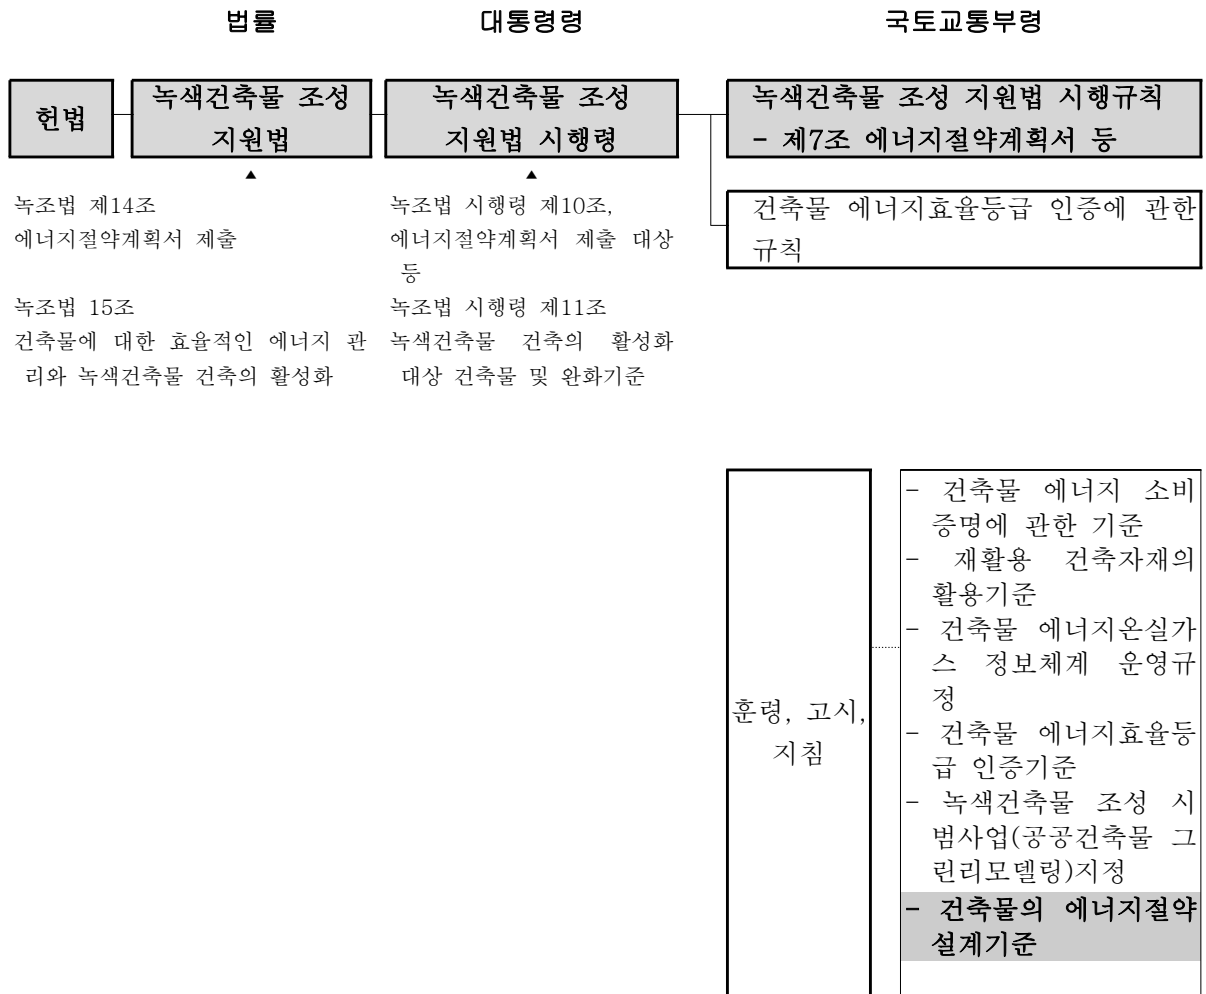 법률
대통령령
국토교통부령
헌법
녹색건축물 조성
지원법
녹색건축물 조성
지원법 시행령
녹색건축물 조성 지원법 시행규칙
- 제7조 에너지절약계획서 등
▲
▲
녹조법 제14조
에너지절약계획서 제출
녹조법 15조
건축물에 대한 효율적인 에너지 관
리와 녹색건축물 건축의 활성화
녹조법 시행령 제10조,
에너지절약계획서 제출 대상
등
녹조법 시행령 제11조
녹색건축물 건축의 활성화
대상 건축물 및 완화기준
건축물 에너지효율등급 인증에 관한
규칙
훈령, 고시,
지침
- 건축물 에너지 소비
증명에 관한 기준
- 재활용 건축자재의
활용기준
- 건축물 에너지온실가
스 정보체계 운영규
정
- 건축물 에너지효율등
급 인증기준
- 녹색건축물 조성 시
범사업(공공건축물 그
린리모델링)지정
- 건축물의 에너지절약
설계기준